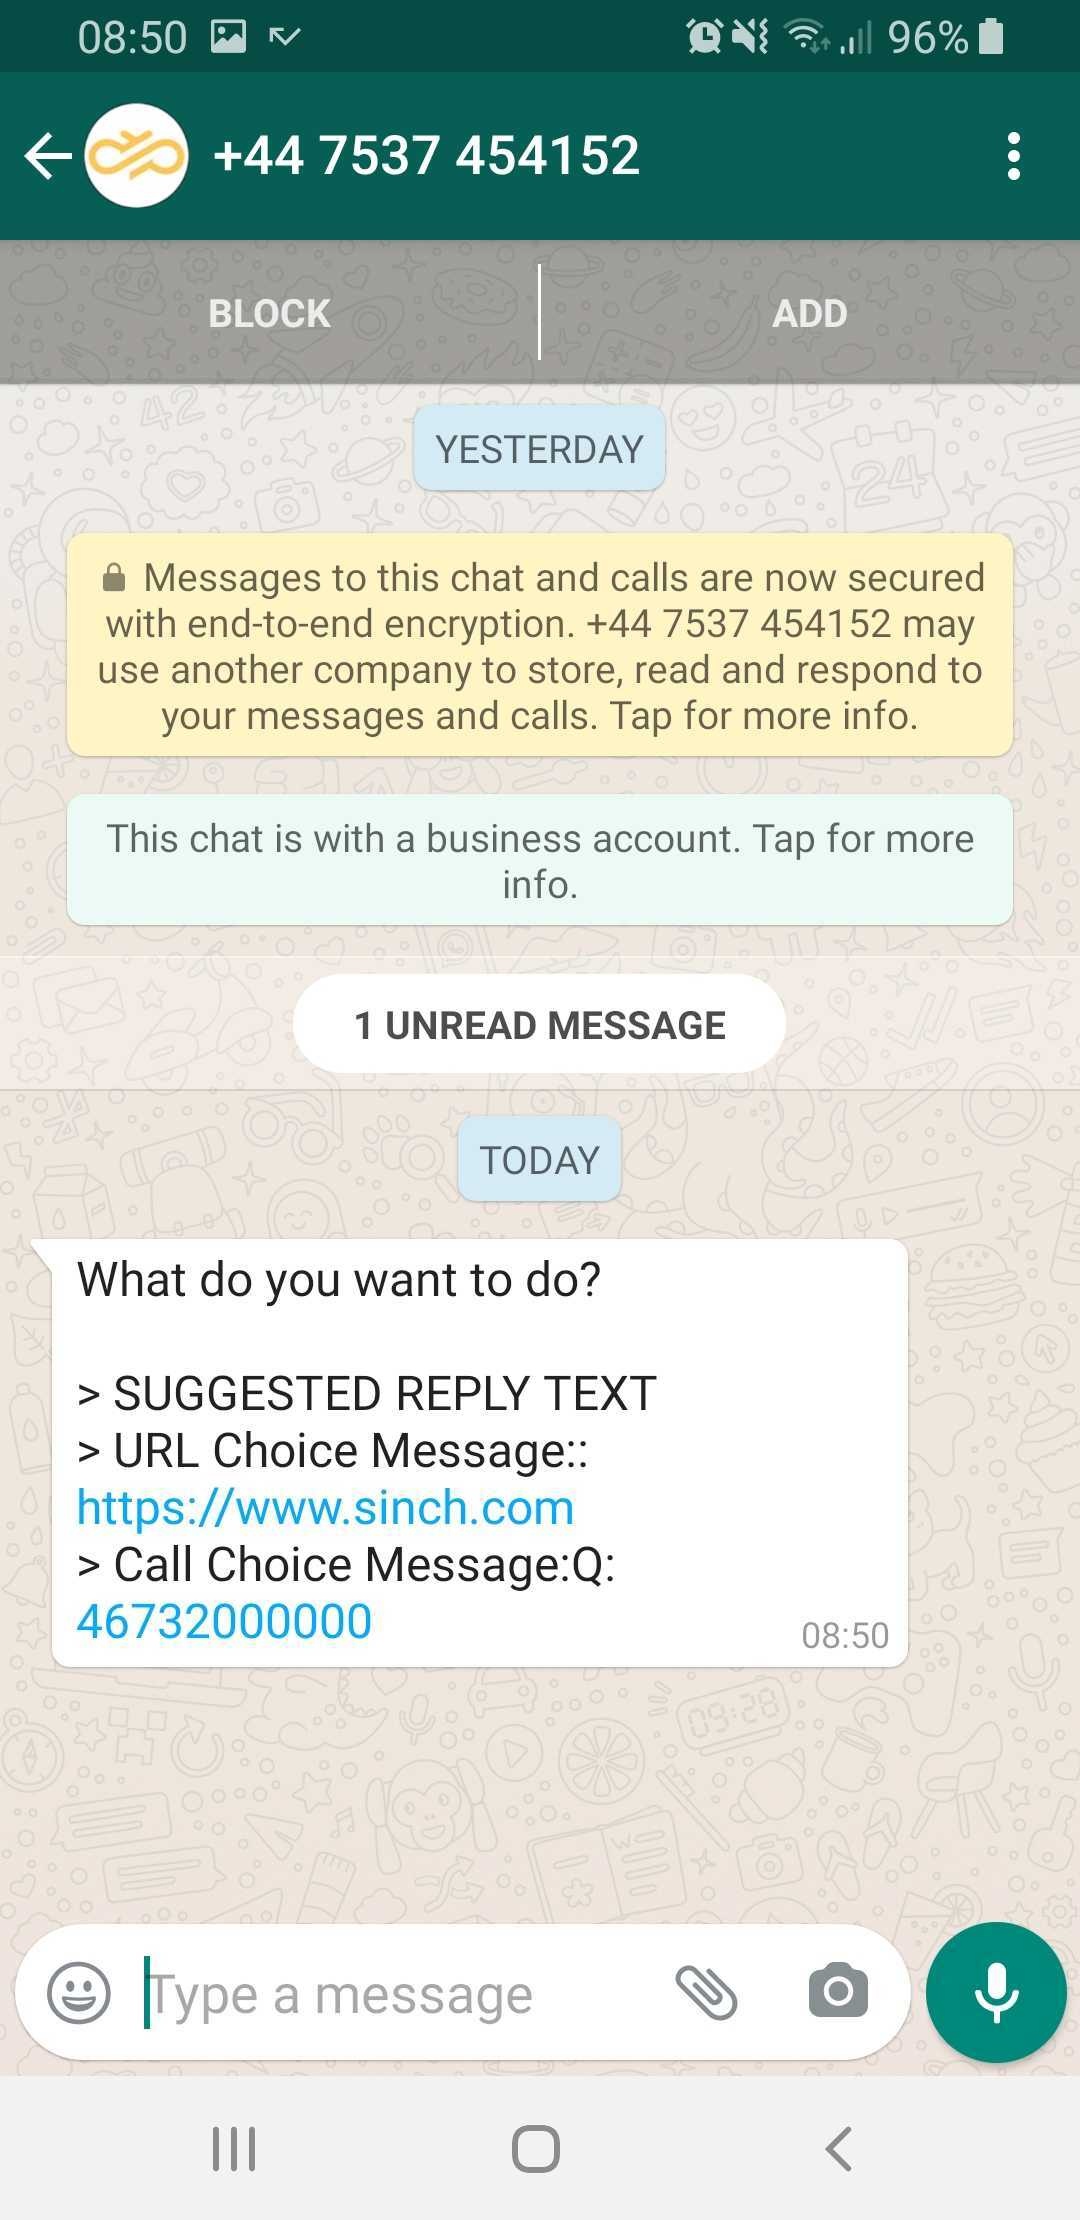 08:50
96%
+44 7537 454152
BLOCK
ADD
YESTERDAY
Messages to this chat and calls are now secured
with end-to-end encryption. +44 7537 454152 may
use another company to store, read and respond to
your messages and calls. Tap for more info.
This chat is with a business account. Tap for more
info.
1 UNREAD MESSAGE
TODAY
What do you want to do?
> SUGGESTED REPLY TEXT
> URL Choice Message::
https://www.sinch.com
> Call Choice Message:Q:
46732000000
08:50
Type a message